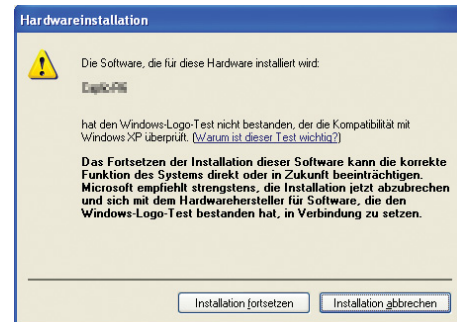 Hardwareinstallation
Die Software, die für diese Hardware installiert wird:
hat den Windows-Logo-Test nicht bestanden, der die Kompatibilität mit
Windows XP überprüft. (Warum ist dieser Test wichtig?)
Das Fortsetzen der Installation dieser Software kann die korrekte
Funktion des Systems direkt oder in Zukunft beeinträchtigen.
Microsoft empfiehlt strengstens, die Installation jetzt abzubrechen
und sich mit dem Hardwarehersteller für Software, die den
Windows-Logo-Test bestanden hat, in Verbindung zu setzen.
Installation fortsetzen
Installation abbrechen